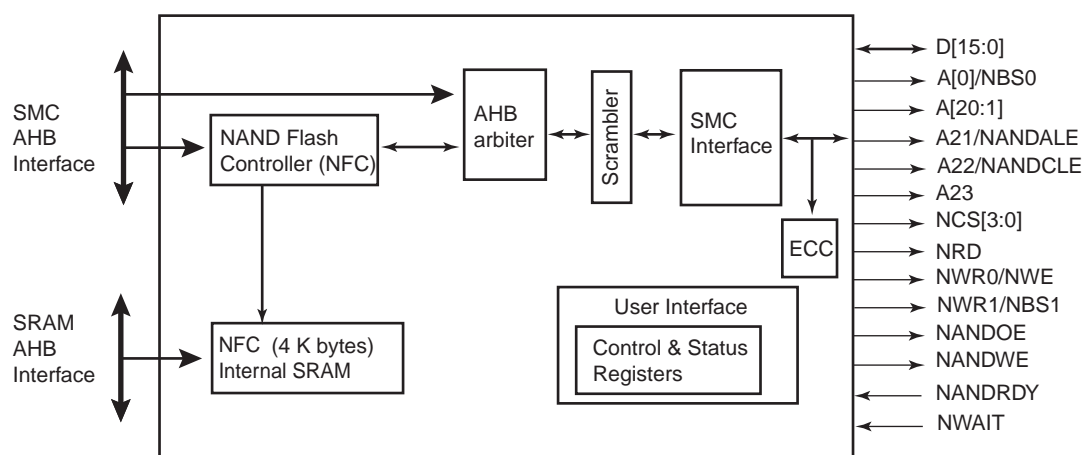 SMC
AHB
Interface
NAND Flash
Controller (NFC)
AHB
arbiter
Scrambler
SMC
Interface
ECC
SRAM
AHB
Interface
NFC (4 K bytes)
Internal SRAM
User Interface
Control & Status
Registers
D[15:0]
A[0]/NBS0
A[20:1]
A21/NANDALE
A22/NANDCLE
A23
NCS[3:0]
NRD
NWR0/NWE
NWR1/NBS1
NANDOE
NANDWE
NANDRDY
NWAIT